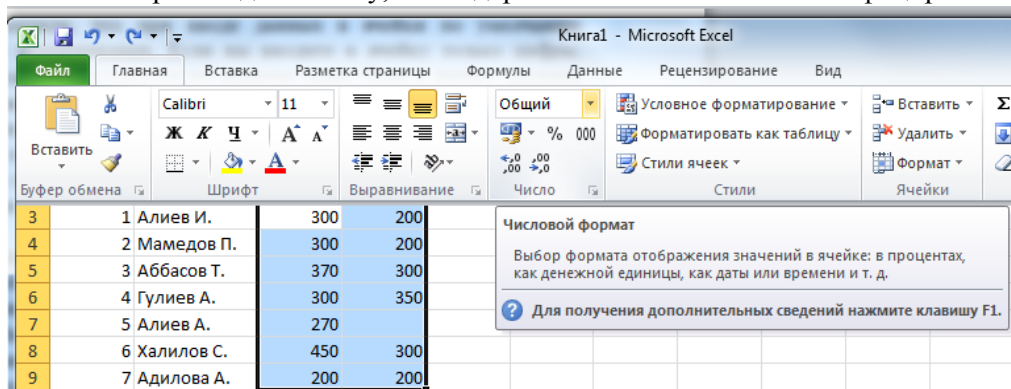 Книга1 - Microsoft Excel
Файл Главная Вставка Разметка страницы Формулы Данные Рецензирование Вид
Вставить
Calibri 11
Ж К Ч
A A
A
Общий
% 000
,0 ,00
,00 ,0
Условное форматирование
Форматировать как таблицу
Стили ячеек
Вставить
Удалить
Формат
Σ
Буфер обмена Шрифт Выравнивание Число Стили Ячейки
3 1 Алиев И. 300 200
4 2 Мамедов П. 300 200
5 3 Аббасов Т. 370 300
6 4 Гулиев А. 300 350
7 5 Алиев А. 270
8 6 Халилов С. 450 300
9 7 Адилова А. 200 200
Числовой формат
Выбор формата отображения значений в ячейке: в процентах,
как денежной единицы, как даты или времени и т. д.
Для получения дополнительных сведений нажмите клавишу F1.